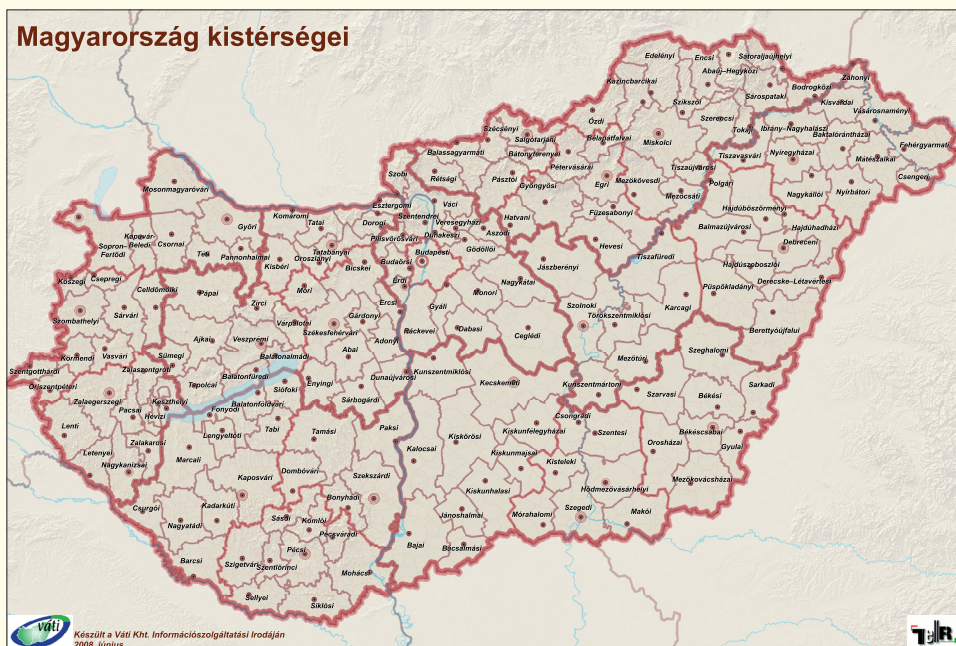 Magyarország kistérségei
Edelényi
Encsi
Sátoraljaújhelyi
Abaúj–Hegyközi
Záhonyi
Kazincbarcikai
Bodrogközi
Sárospataki
Kisvárdai
Szikszói
Vásárosnaményi
Szerencsi
Ózdi
Tokaji
Ibrány–Nagyhalászi
Baktalórántházai
Szécsényi
Salgótarjáni
Bélapátfalvai
Miskolci
Fehérgyarmati
Balassagyarmati
Bátonyterenyei
Nyíregyházai
Mátészalkai
Tiszavasvári
Pétervásárai
Tiszaújvárosi
Szobi
Rétsági
Pásztói
Csengeri
Gyöngyösi
Egri
Mezőkövesdi
Polgári
Nagykállói
Nyírbátori
Mosonmagyaróvári
Mezőcsáti
Esztergomi
Váci
Füzesabonyi
Hajdúböszörményi
Komáromi
Dorogi
Szentendrei
Hatvani
Tatai
Veresegyházi
Aszódi
Balmazújvárosi
Hajdúhadházi
Győri
Dunakeszi
Kapuvár–
Beledi
Csornai
Pilisvörösvári
Hevesi
Debreceni
Sopron–
Fertődi
Téti
Pannonhalmai
Tatabányai
Oroszlányi
Gödöllői
Budapesti
Tiszafüredi
Kisbéri
Bicskei
Budaörsi
Jászberényi
Hajdúszoboszlói
Kőszegi
Csepregi
Érdi
Nagykátai
Derecske–Létavértesi
Celldömölki
Pápai
Móri
Gyáli
Monori
Püspökladányi
Zirci
Ercsi
Szolnoki
Karcagi
Sárvári
Gárdonyi
Szombathelyi
Várpalotai
Törökszentmiklósi
Székesfehérvári
Ráckevei
Dabasi
Berettyóújfalui
Ajkai
Veszprémi
Adonyi
Ceglédi
Körmendi
Vasvári
Sümegi
Balatonalmádi
Abai
Szeghalomi
Mezőtúri
Szentgotthárdi
Zalaszentgróti
Balatonfüredi
Kunszentmiklósi
Őriszentpéteri
Tapolcai
Enyingi
Dunaújvárosi
Kecskeméti
Kunszentmártoni
Sarkadi
Siófoki
Szarvasi
Zalaegerszegi
Keszthelyi
Sárbogárdi
Békési
Pacsai
Hévízi
Fonyódi
Balatonföldvári
Csongrádi
Lenti
Tabi
Paksi
Kiskunfélegyházai
Szentesi
Békéscsabai
Zalakarosi
Lengyeltóti
Tamási
Kiskőrösi
Orosházai
Gyulai
Letenyei
Marcali
Kalocsai
Kiskunmajsai
Nagykanizsai
Kisteleki
Dombóvári
Kaposvári
Szekszárdi
Mezőkovácsházai
Kiskunhalasi
Hódmezővásárhelyi
Csurgói
Kadarkúti
Bonyhádi
Makói
Sásdi
Komlói
Jánoshalmai
Mórahalomi
Szegedi
Nagyatádi
Pécsváradi
Pécsi
Bajai
Bácsalmási
Barcsi
Szigetvári
Szentlőrinci
Mohácsi
Sellyei
Siklósi
váti
Készült a Váti Kht. Információszolgáltatási Irodáján
2008. június